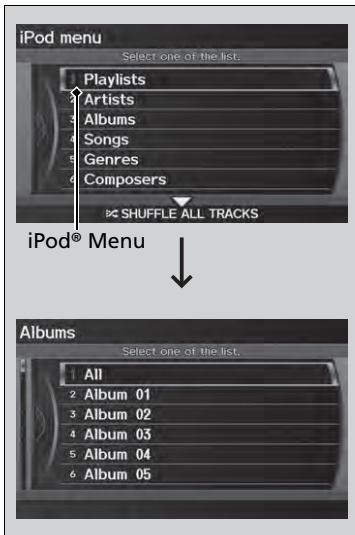 iPod menu
Select one of the list.
1 Playlists
2 Artists
3 Albums
4 Songs
5 Genres
6 Composers
SHUFFLE ALL TRACKS
iPod® Menu
Albums
Select one of the list.
1 All
2 Album 01
3 Album 02
4 Album 03
5 Album 04
6 Album 05